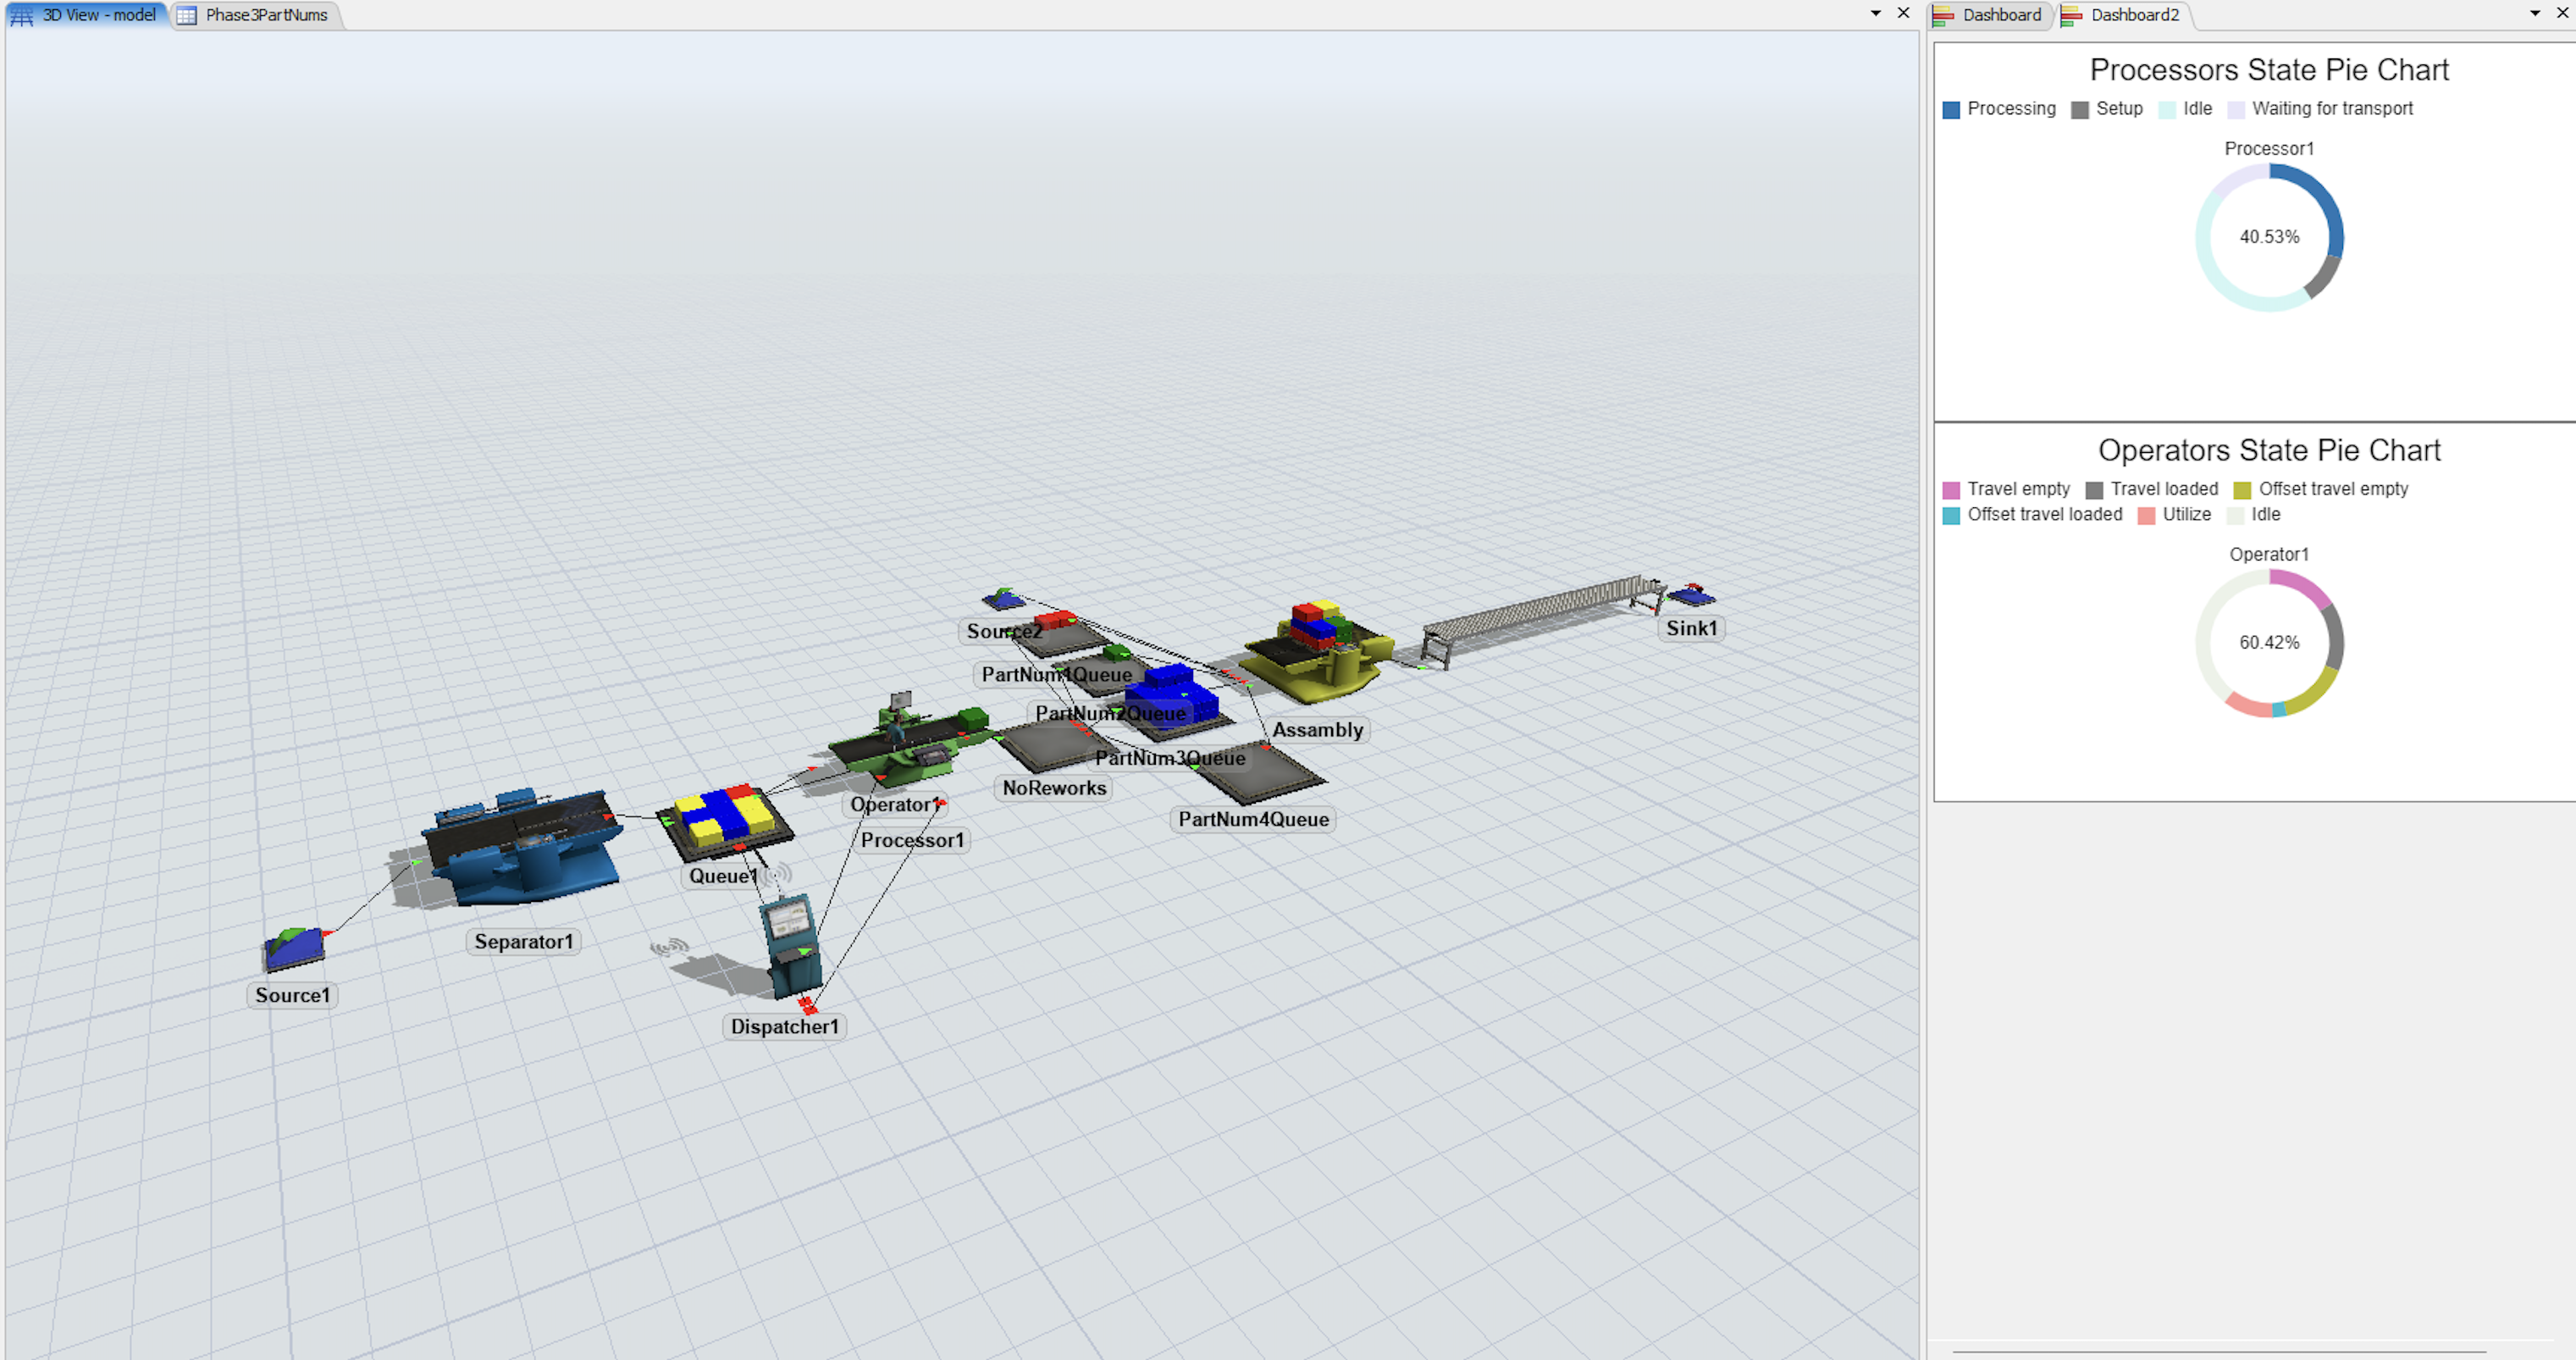 3D View - model
Phase3PartNums
Dashboard
Dashboard2
Processors State Pie Chart
Processing Setup Idle Waiting for transport
Processor1
40.53%
Operators State Pie Chart
Travel empty Travel loaded Offset travel empty
Offset travel loaded Utilize Idle
Operator1
60.42%
Source2
Sink1
PartNum1Queue
PartNum2Queue
Assambly
PartNum3Queue
NoReworks
Operator1
PartNum4Queue
Processor1
Queue1
Separator1
Source1
Dispatcher1